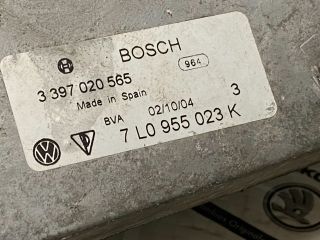 BOSCH
964
3 397 020 565
Made in Spain
3
BVA 02/10/04
7 L0 955 023 K